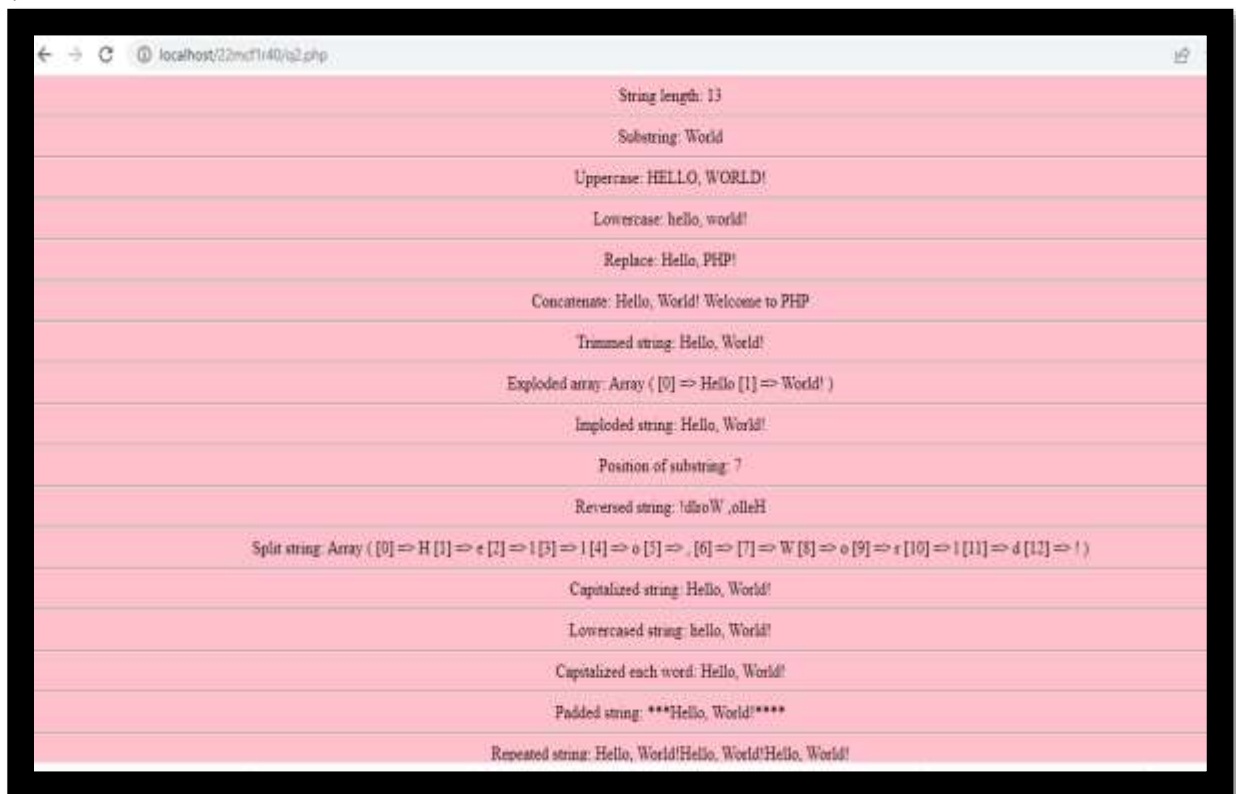 localhost/22mcf1r40/q2.php
String length: 13
Substring: World
Uppercase: HELLO, WORLD!
Lowercase: hello, world!
Replace: Hello, PHP!
Concatenate: Hello, World! Welcome to PHP
Trimmed string: Hello, World!
Exploded array: Array ( [0] => Hello [1] => World! )
Imploded string: Hello, World!
Position of substring: 7
Reversed string: !dlroW ,olleH
Split string: Array ( [0] => H [1] => e [2] => l [3] => l [4] => o [5] => , [6] => [7] => W [8] => o [9] => r [10] => l [11] => d [12] => ! )
Capitalized string: Hello, World!
Lowercased string: hello, World!
Capitalized each word: Hello, World!
Padded string: ***Hello, World!****
Repeated string: Hello, World!Hello, World!Hello, World!